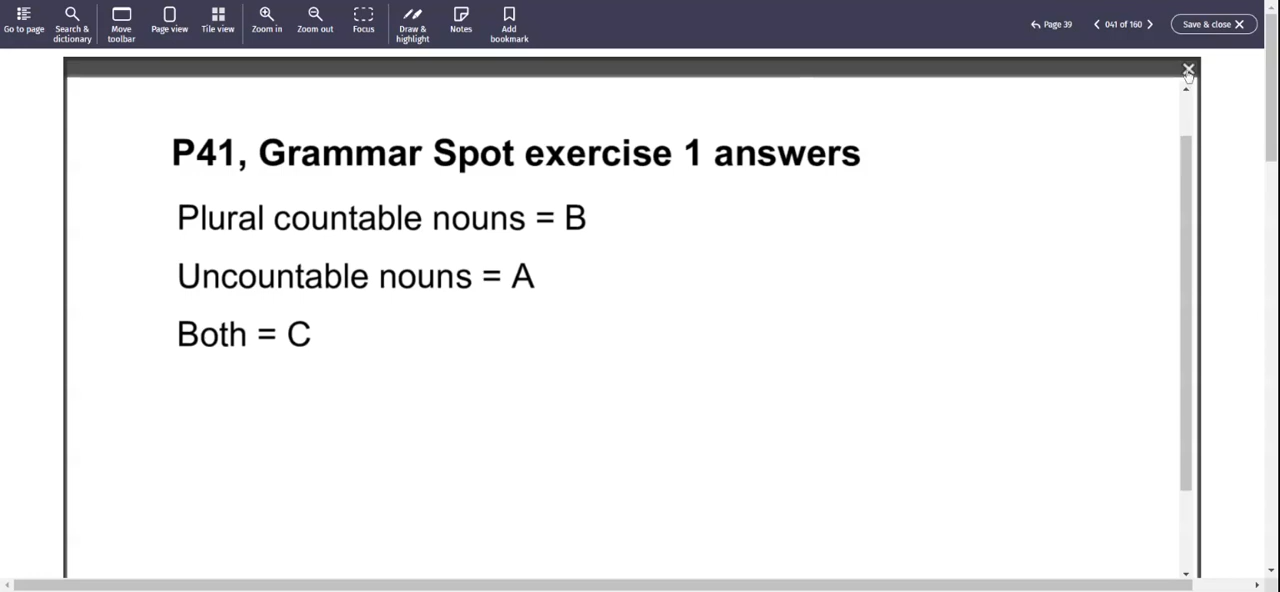 Go to page
Search & dictionary
Move toolbar
Page view
Tile view
Zoom in
Zoom out
Focus
Draw & highlight
Notes
Add bookmark
Page 39
041 of 160
Save & close
P41, Grammar Spot exercise 1 answers
Plural countable nouns = B
Uncountable nouns = A
Both = C